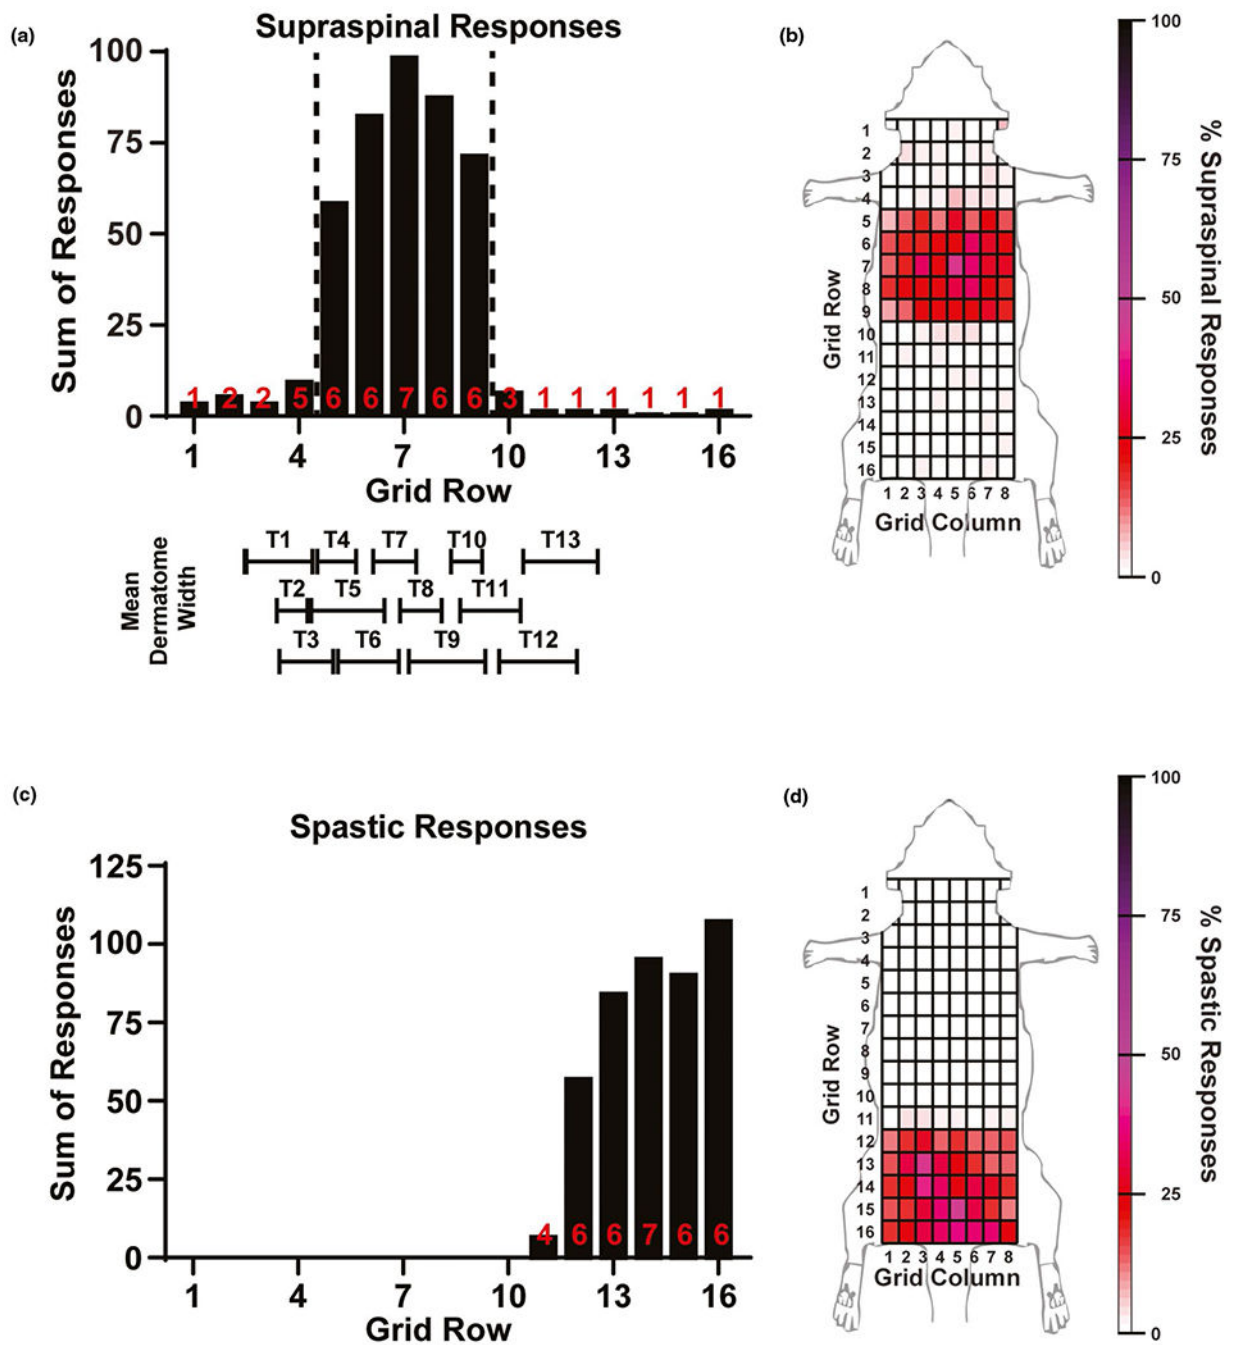 (a)
Supraspinal Responses
Sum of Responses
100
75
50
25
0
1 2 2 5 6 6 7 6 6 3 1 1 1 1 1 1
1 4 7 10 13 16
Grid Row
Mean
Dermatome
Width
T1 T4 T7 T10 T13
T2 T5 T8 T11
T3 T6 T9 T12
(b)
Grid Row
1
2
3
4
5
6
7
8
9
10
11
12
13
14
15
16
1 2 3 4 5 6 7 8
Grid Column
100
75
50
25
0
% Supraspinal Responses
(c)
Spastic Responses
Sum of Responses
125
100
75
50
25
0
4 6 6 7 6 6
1 4 7 10 13 16
Grid Row
(d)
Grid Row
1
2
3
4
5
6
7
8
9
10
11
12
13
14
15
16
1 2 3 4 5 6 7 8
Grid Column
100
75
50
25
0
% Spastic Responses